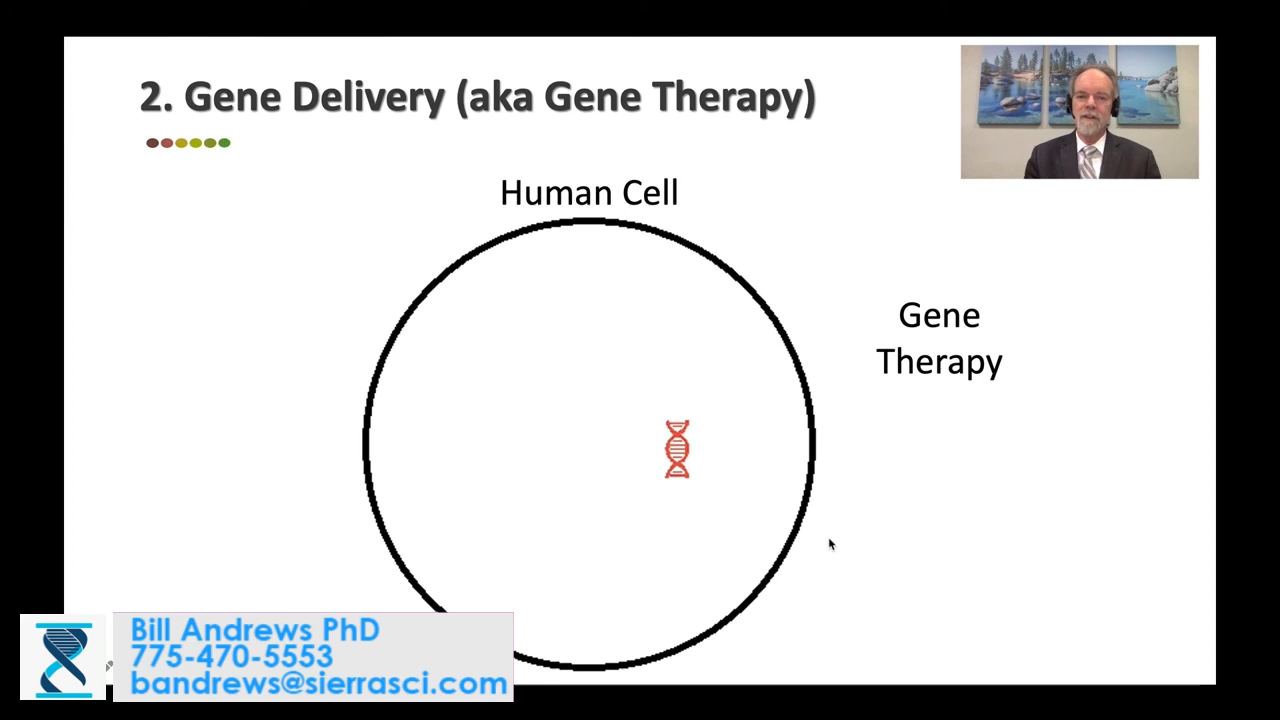 2. Gene Delivery (aka Gene Therapy)
Human Cell
Gene
Therapy
Bill Andrews PhD
775-470-5553
bandrews@sierrasci.com